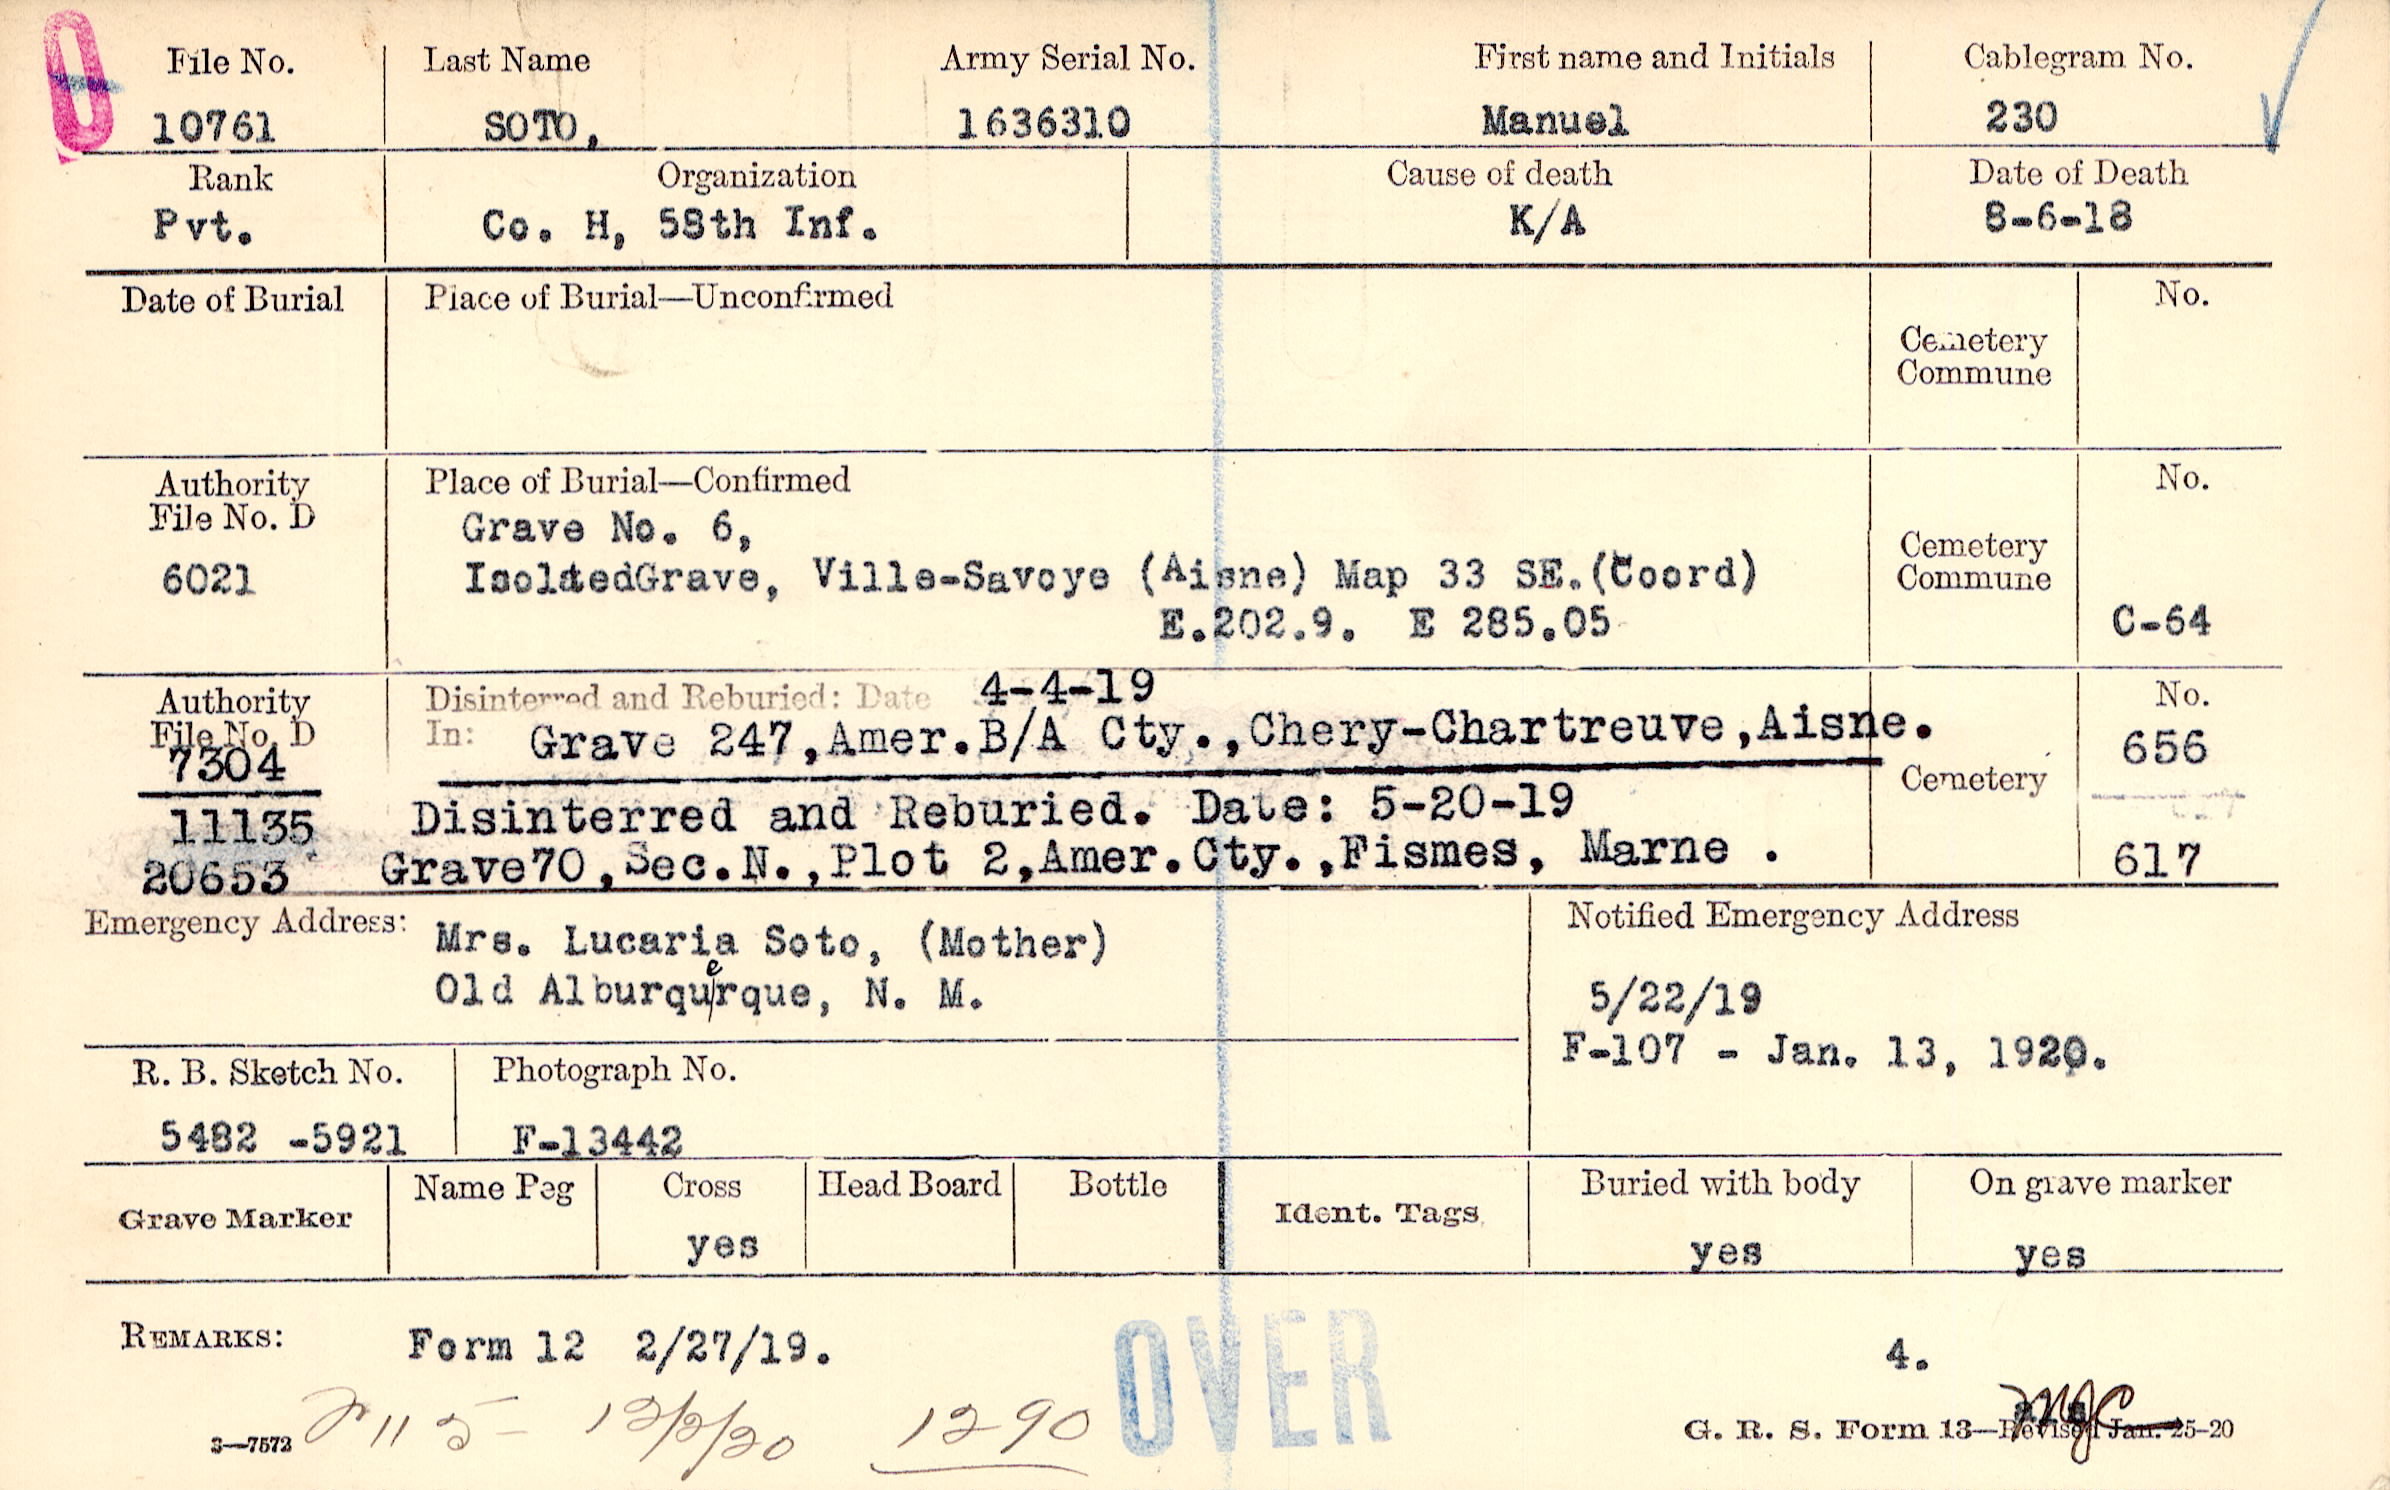 File No. Last Name Army Serial No. First name and Initials Cablegram No.
10761 SOTO, 1636310 Manuel 230
Rank Organization Cause of death Date of Death
Pvt. Co. H, 58th Inf. K/A 8-6-18
Date of Burial Place of Burial—Unconfirmed No.
Cemetery
Commune
Authority Place of Burial—Confirmed No.
File No. D
Grave No. 6,
Cemetery
6021 IsolatedGrave, Ville-Savoye (Aisne) Map 33 SE.(Coord) Commune
E.202.9. E 285.05 C-64
Authority Disinterred and Reburied: Date 4-4-19 No.
File No. D In: Grave 247,Amer.B/A Cty.,Chery-Chartreuve,Aisne. 656
7304 Cemetery
11135 Disinterred and Reburied. Date: 5-20-19
20653 Grave70,Sec.N.,Plot 2,Amer.Cty.,Fismes, Marne . 617
Emergency Address: Mrs. Lucaria Soto, (Mother) Notified Emergency Address
Old Alburquerque, N. M. 5/22/19
F-107 - Jan. 13, 1920.
R. B. Sketch No. Photograph No.
5482 -5921 F-13442
Grave Marker Name Peg Cross Head Board Bottle Ident. Tags Buried with body On grave marker
yes yes yes
REMARKS: Form 12 2/27/19. 4.
OVER
115 - 12/2/20 1290
3—7572 G. R. S. Form 13—Revised Jan. 25-20